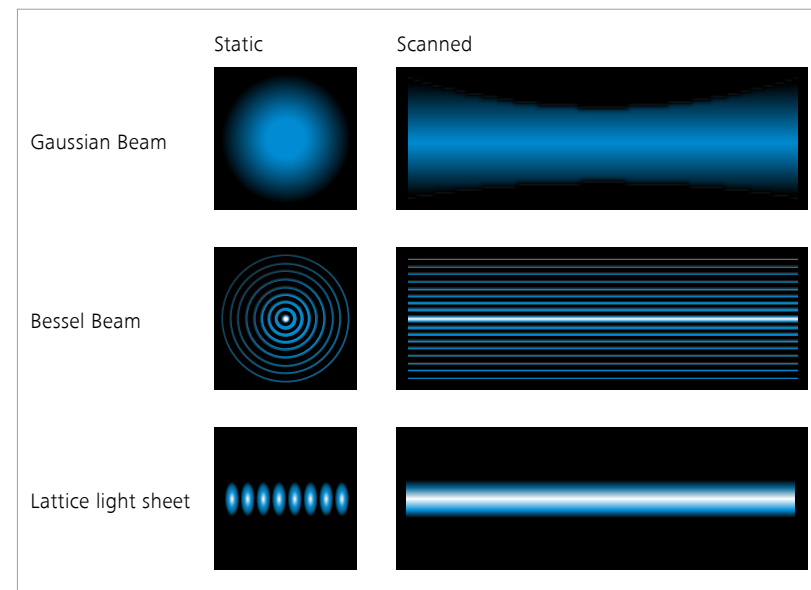 Static Scanned
Gaussian Beam
Bessel Beam
Lattice light sheet